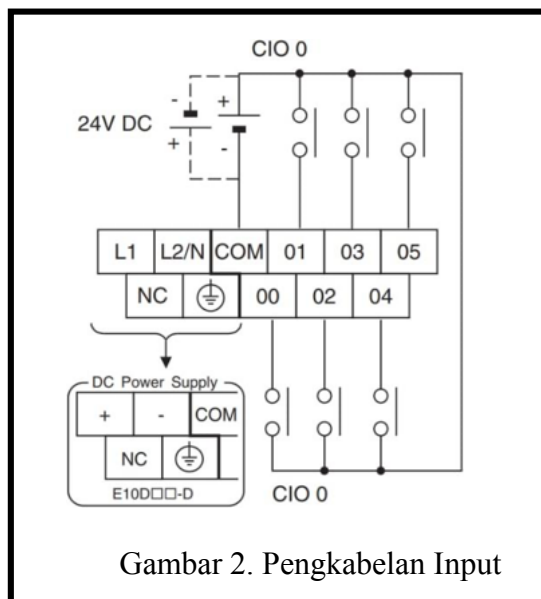 CIO 0
24V DC
- +
+ -
L1 L2/N COM 01 03 05
NC 00 02 04
DC Power Supply
+ - COM
NC
E10D□□-D
CIO 0
Gambar 2. Pengkabelan Input